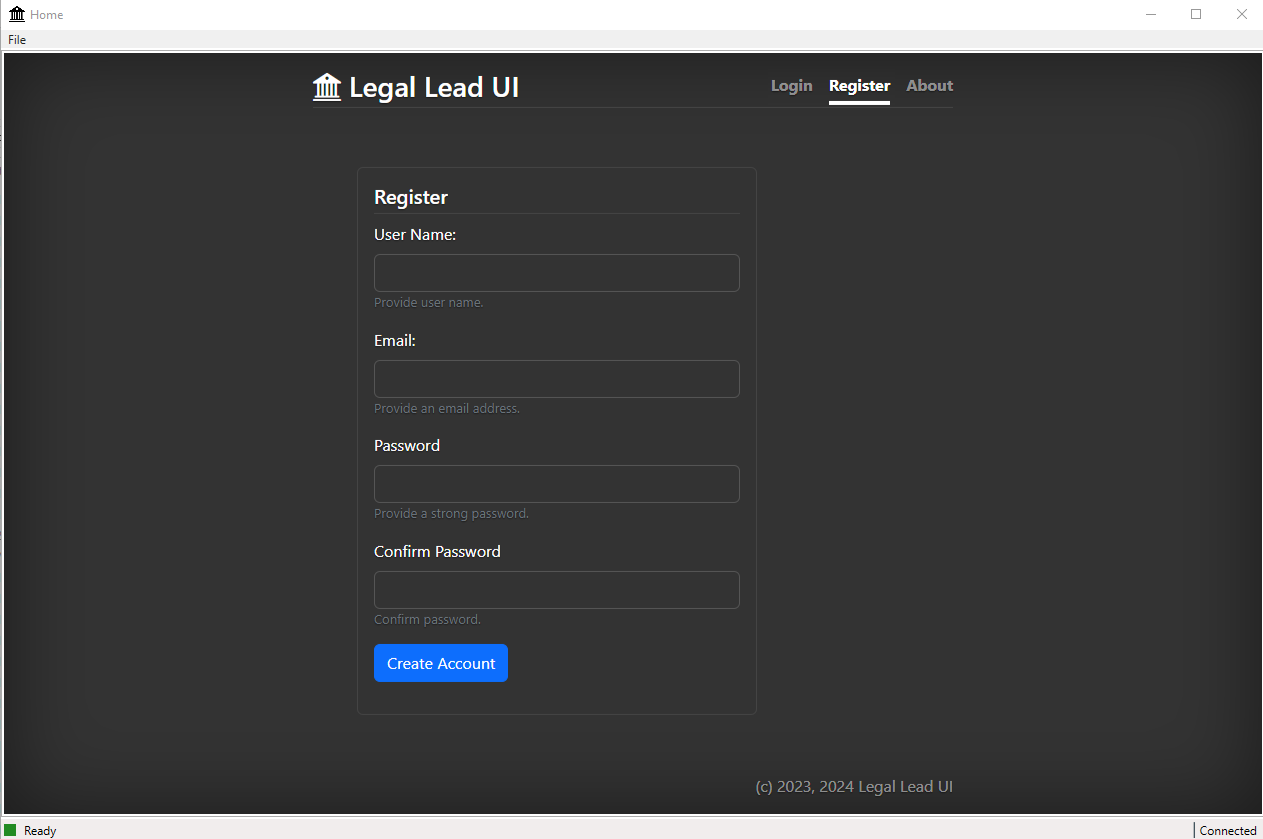 Home
File
Legal Lead UI
Login Register About
Register
User Name:
Provide user name.
Email:
Provide an email address.
Password
Provide a strong password.
Confirm Password
Confirm password.
Create Account
(c) 2023, 2024 Legal Lead UI
Ready
Connected